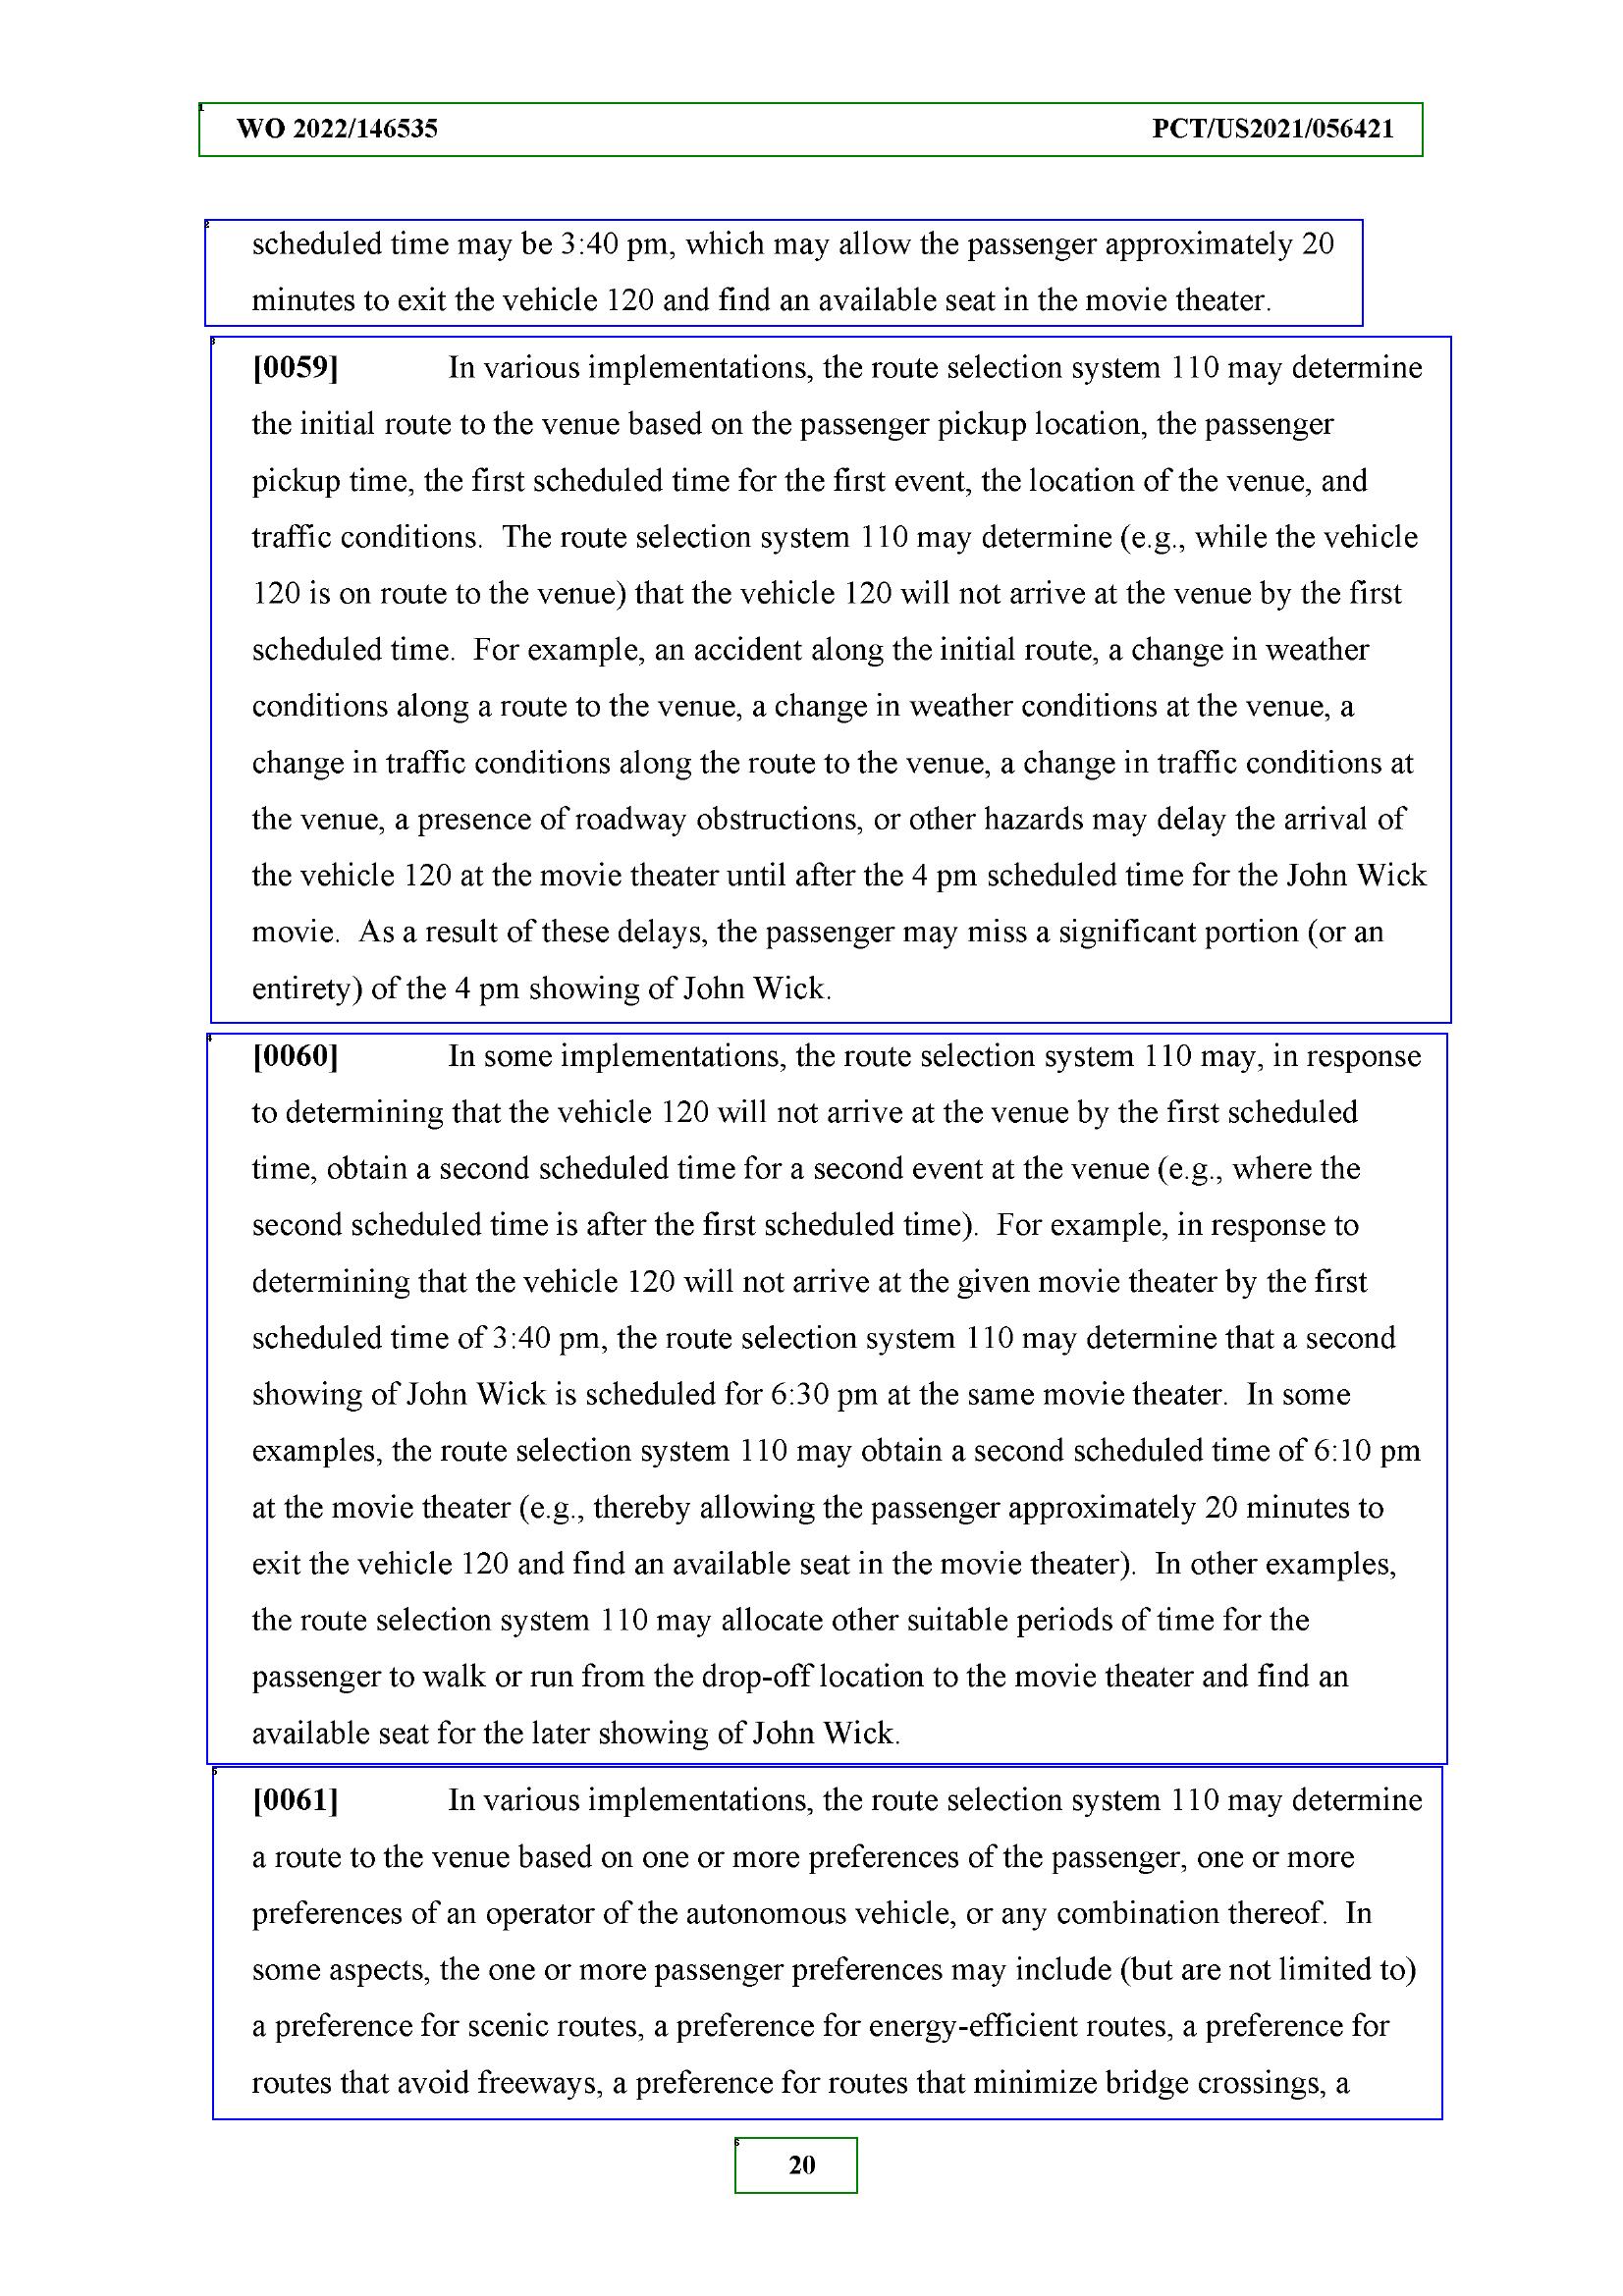 WO 2022/146535 PCT/US2021/056421
scheduled time may be 3:40 pm, which may allow the passenger approximately 20
minutes to exit the vehicle 120 and find an available seat in the movie theater.
[0059] In various implementations, the route selection system 110 may determine
the initial route to the venue based on the passenger pickup location, the passenger
pickup time, the first scheduled time for the first event, the location of the venue, and
traffic conditions. The route selection system 110 may determine (e.g., while the vehicle
120 is on route to the venue) that the vehicle 120 will not arrive at the venue by the first
scheduled time. For example, an accident along the initial route, a change in weather
conditions along a route to the venue, a change in weather conditions at the venue, a
change in traffic conditions along the route to the venue, a change in traffic conditions at
the venue, a presence of roadway obstructions, or other hazards may delay the arrival of
the vehicle 120 at the movie theater until after the 4 pm scheduled time for the John Wick
movie. As a result of these delays, the passenger may miss a significant portion (or an
entirety) of the 4 pm showing of John Wick.
[0060] In some implementations, the route selection system 110 may, in response
to determining that the vehicle 120 will not arrive at the venue by the first scheduled
time, obtain a second scheduled time for a second event at the venue (e.g., where the
second scheduled time is after the first scheduled time). For example, in response to
determining that the vehicle 120 will not arrive at the given movie theater by the first
scheduled time of 3:40 pm, the route selection system 110 may determine that a second
showing of John Wick is scheduled for 6:30 pm at the same movie theater. In some
examples, the route selection system 110 may obtain a second scheduled time of 6:10 pm
at the movie theater (e.g., thereby allowing the passenger approximately 20 minutes to
exit the vehicle 120 and find an available seat in the movie theater). In other examples,
the route selection system 110 may allocate other suitable periods of time for the
passenger to walk or run from the drop-off location to the movie theater and find an
available seat for the later showing of John Wick.
[0061] In various implementations, the route selection system 110 may determine
a route to the venue based on one or more preferences of the passenger, one or more
preferences of an operator of the autonomous vehicle, or any combination thereof. In
some aspects, the one or more passenger preferences may include (but are not limited to)
a preference for scenic routes, a preference for energy-efficient routes, a preference for
routes that avoid freeways, a preference for routes that minimize bridge crossings, a
20